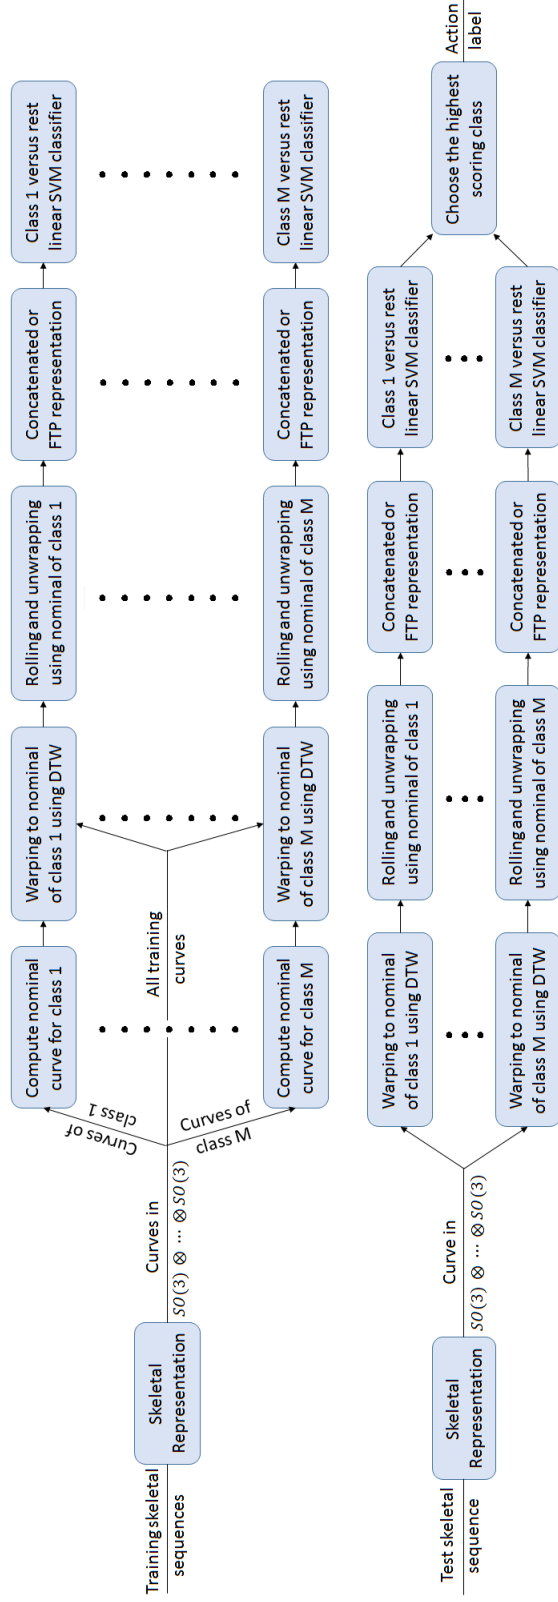 Training skeletal
sequences
Skeletal
Representation
Curves in
SO(3) ⊗ ··· ⊗ SO(3)
Curves of
class 1
Curves of
class M
Compute nominal
curve for class 1
All training
curves
Warping to nominal
of class 1 using DTW
Rolling and unwrapping
using nominal of class 1
Concatenated or
FTP representation
Class 1 versus rest
linear SVM classifier
Compute nominal
curve for class M
Warping to nominal
of class M using DTW
Rolling and unwrapping
using nominal of class M
Concatenated or
FTP representation
Class M versus rest
linear SVM classifier
Test skeletal
sequence
Skeletal
Representation
Curve in
SO(3) ⊗ ··· ⊗ SO(3)
Warping to nominal
of class 1 using DTW
Rolling and unwrapping
using nominal of class 1
Concatenated or
FTP representation
Class 1 versus rest
linear SVM classifier
Warping to nominal
of class M using DTW
Rolling and unwrapping
using nominal of class M
Concatenated or
FTP representation
Class M versus rest
linear SVM classifier
Choose the highest
scoring class
Action
label